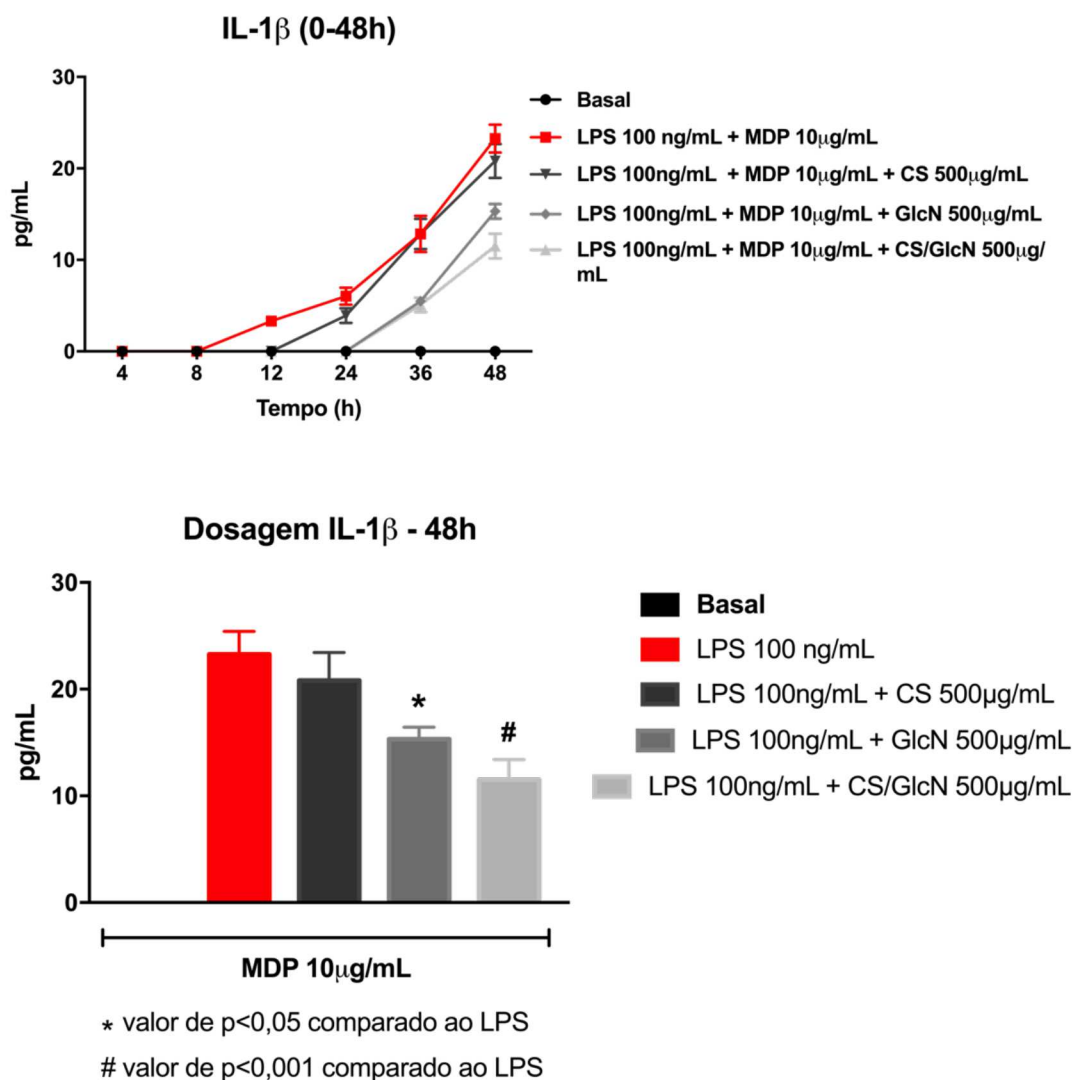 IL-1β (0-48h)
30
20
10
0
pg/mL
4 8 12 24 36 48
Tempo (h)
Basal
LPS 100 ng/mL + MDP 10μg/mL
LPS 100ng/mL + MDP 10μg/mL + CS 500μg/mL
LPS 100ng/mL + MDP 10μg/mL + GlcN 500μg/mL
LPS 100ng/mL + MDP 10μg/mL + CS/GlcN 500μg/
mL
Dosagem IL-1β - 48h
30
20
10
0
pg/mL
*
#
MDP 10μg/mL
Basal
LPS 100 ng/mL
LPS 100ng/mL + CS 500μg/mL
LPS 100ng/mL + GlcN 500μg/mL
LPS 100ng/mL + CS/GlcN 500μg/mL
* valor de p<0,05 comparado ao LPS
# valor de p<0,001 comparado ao LPS